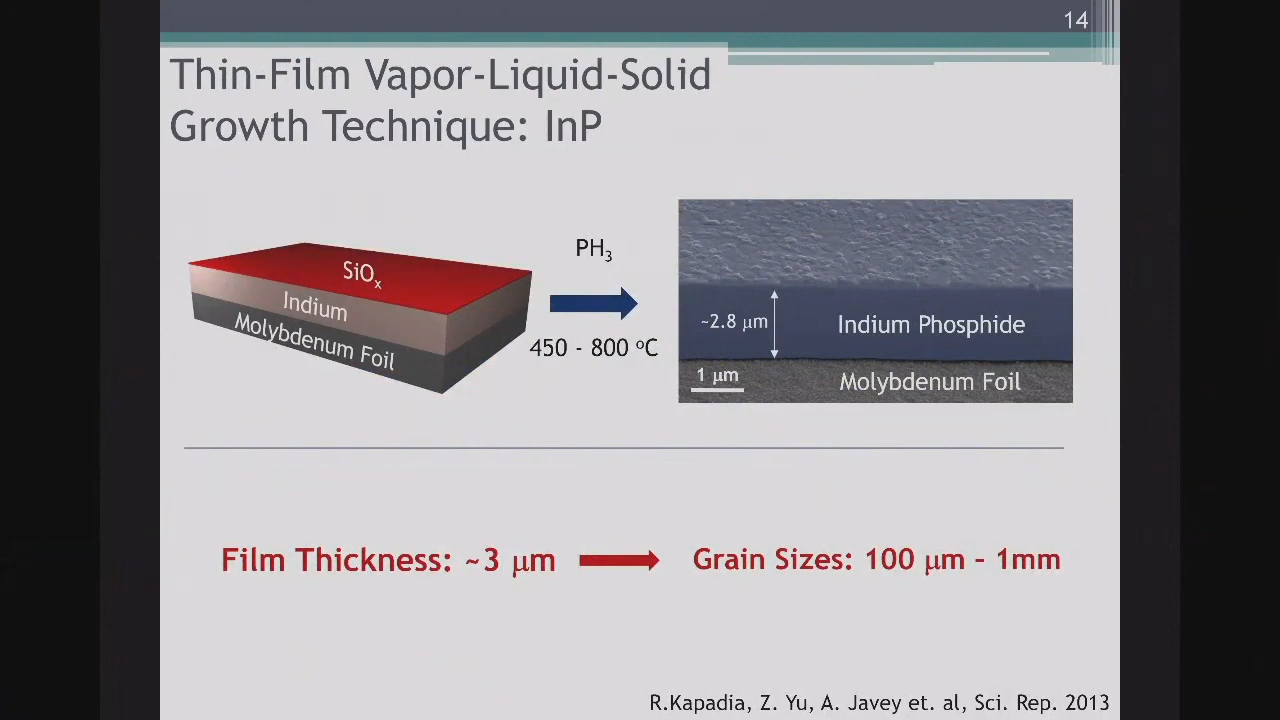 14
Thin-Film Vapor-Liquid-Solid
Growth Technique: InP
SiOx
Indium
Molybdenum Foil
PH3
450 - 800 ºC
~2.8 µm
Indium Phosphide
1 µm
Molybdenum Foil
Film Thickness: ~3 µm
Grain Sizes: 100 µm – 1mm
R.Kapadia, Z. Yu, A. Javey et. al, Sci. Rep. 2013